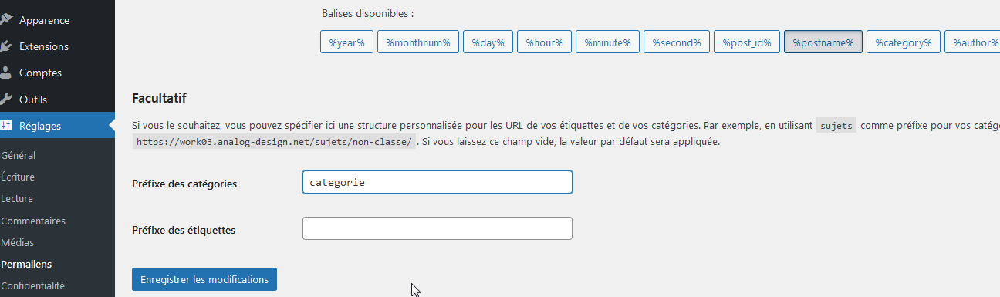 Apparence
Extensions
Comptes
Outils
Réglages
Général
Écriture
Lecture
Commentaires
Médias
Permaliens
Confidentialité
Balises disponibles :
%year% %monthnum% %day% %hour% %minute% %second% %post_id% %postname% %category% %author%
Facultatif
Si vous le souhaitez, vous pouvez spécifier ici une structure personnalisée pour les URL de vos étiquettes et de vos catégories. Par exemple, en utilisant sujets comme préfixe pour vos catég
https://work03.analog-design.net/sujets/non-classe/ . Si vous laissez ce champ vide, la valeur par défaut sera appliquée.
Préfixe des catégories
categorie
Préfixe des étiquettes
Enregistrer les modifications